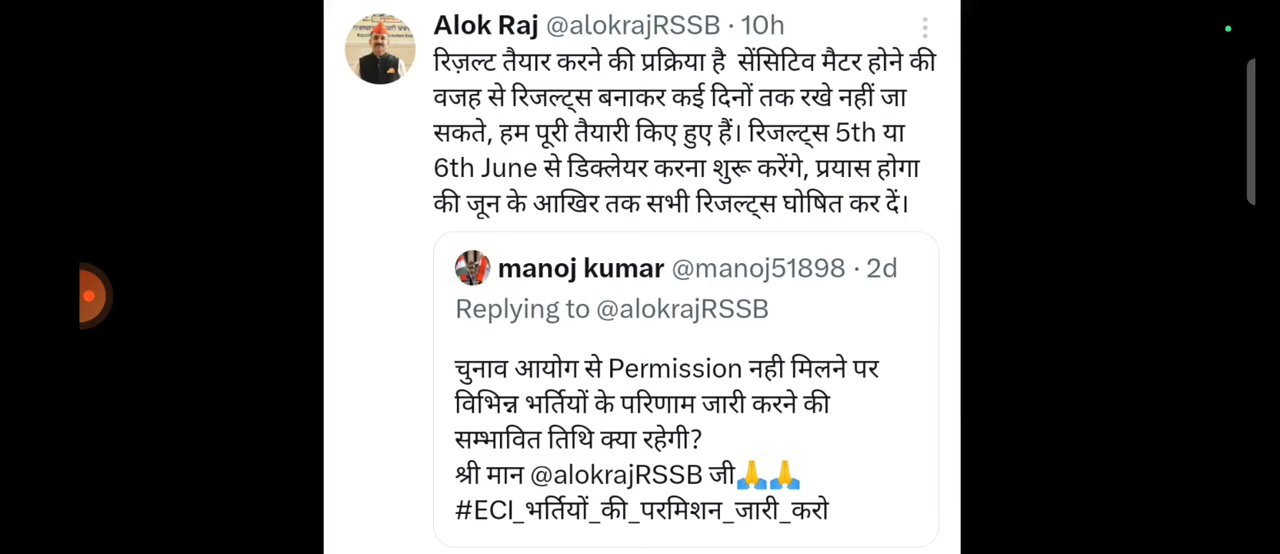 Alok Raj @alokrajRSSB · 10h
रिज़ल्ट तैयार करने की प्रक्रिया है सेंसिटिव मैटर होने की
वजह से रिजल्ट्स बनाकर कई दिनों तक रखे नहीं जा
सकते, हम पूरी तैयारी किए हुए हैं। रिजल्ट्स 5th या
6th June से डिक्लेयर करना शुरू करेंगे, प्रयास होगा
की जून के आखिर तक सभी रिजल्ट्स घोषित कर दें।
manoj kumar @manoj51898 · 2d
Replying to @alokrajRSSB
चुनाव आयोग से Permission नही मिलने पर
विभिन्न भर्तियों के परिणाम जारी करने की
सम्भावित तिथि क्या रहेगी?
श्री मान @alokrajRSSB जी🙏🙏
#ECI_भर्तियों_की_परमिशन_जारी_करो